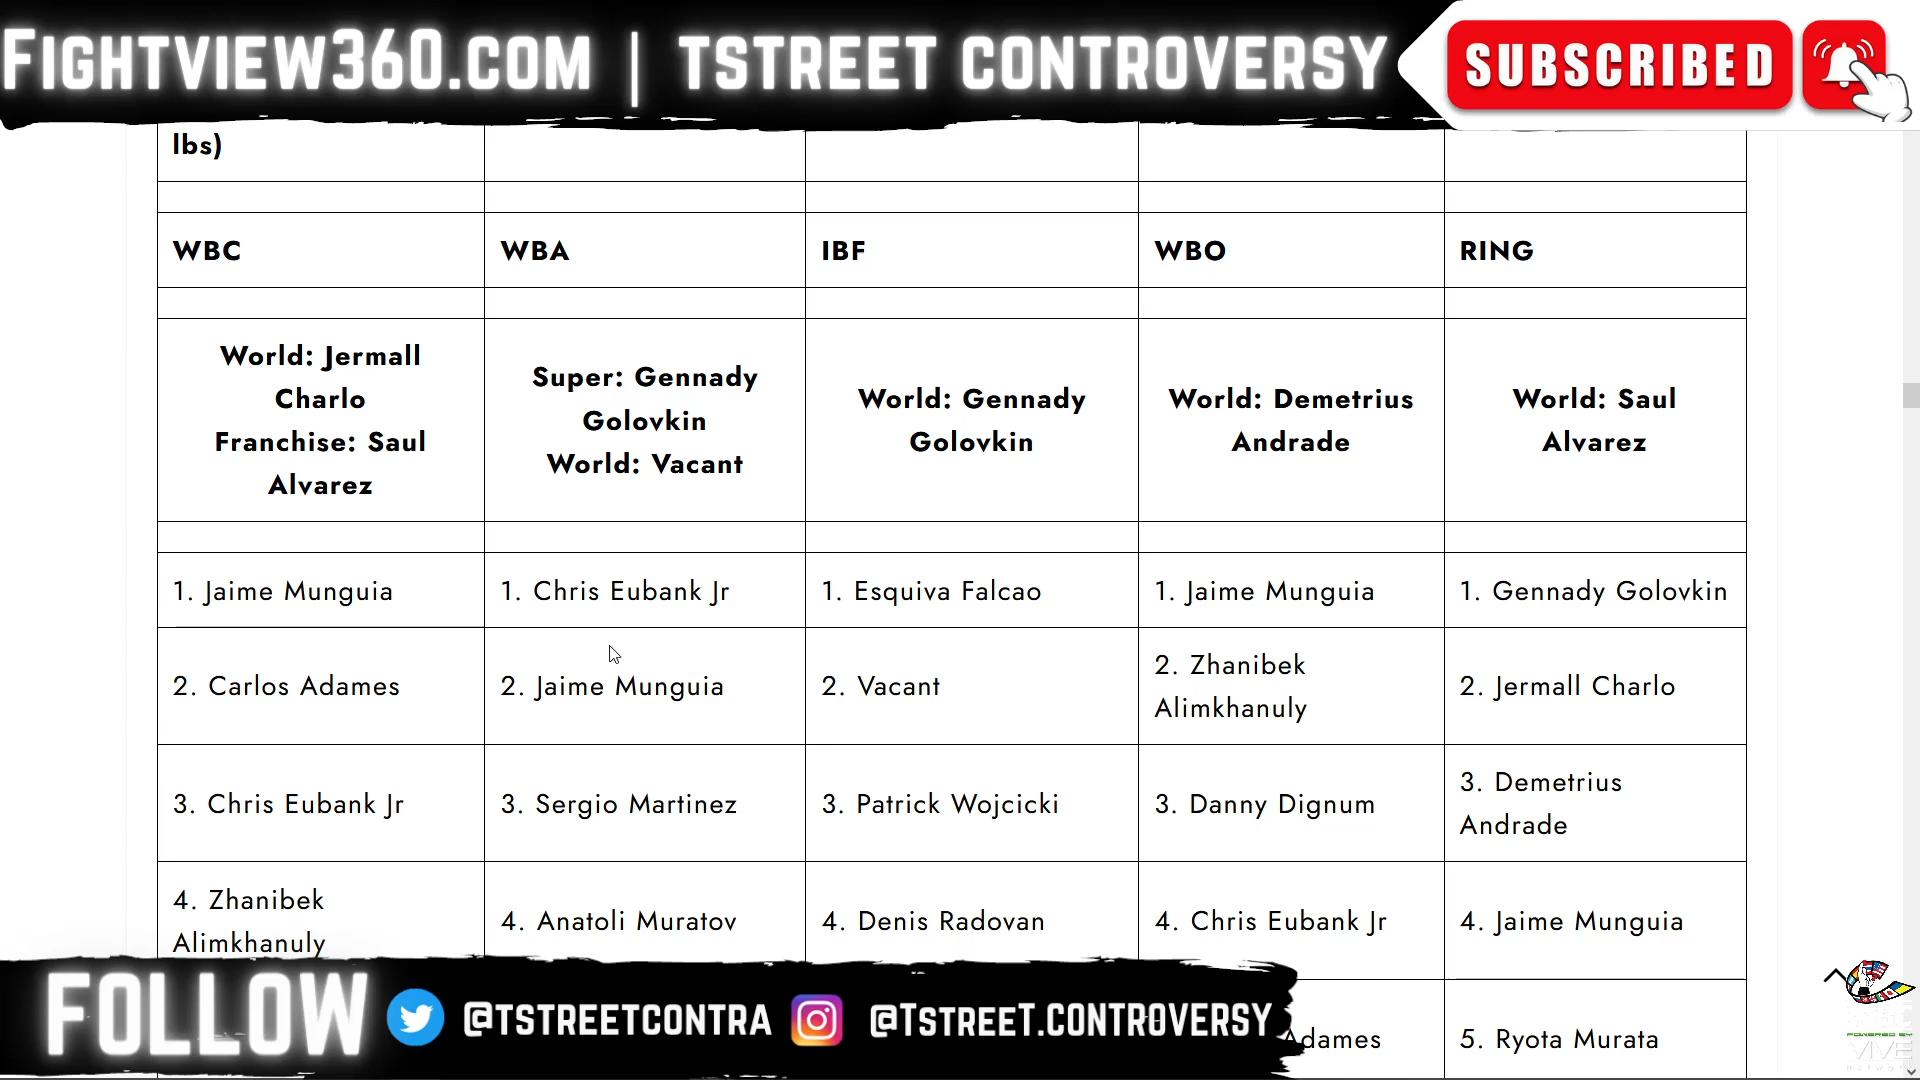 FIGHTVIEW360.COM | TSTREET CONTROVERSY
SUBSCRIBED
lbs)
WBC
WBA
IBF
WBO
RING
World: Jermall
Charlo
Franchise: Saul
Alvarez
Super: Gennady
Golovkin
World: Vacant
World: Gennady
Golovkin
World: Demetrius
Andrade
World: Saul
Alvarez
1. Jaime Munguia
1. Chris Eubank Jr
1. Esquiva Falcao
1. Jaime Munguia
1. Gennady Golovkin
2. Carlos Adames
2. Jaime Munguia
2. Vacant
2. Zhanibek
Alimkhanuly
2. Jermall Charlo
3. Chris Eubank Jr
3. Sergio Martinez
3. Patrick Wojcicki
3. Danny Dignum
3. Demetrius
Andrade
4. Zhanibek
Alimkhanuly
4. Anatoli Muratov
4. Denis Radovan
4. Chris Eubank Jr
4. Jaime Munguia
Adames
5. Ryota Murata
FOLLOW
@TSTREETCONTRA
@TSTREET.CONTROVERSY
POWERED BY
VIVE
network